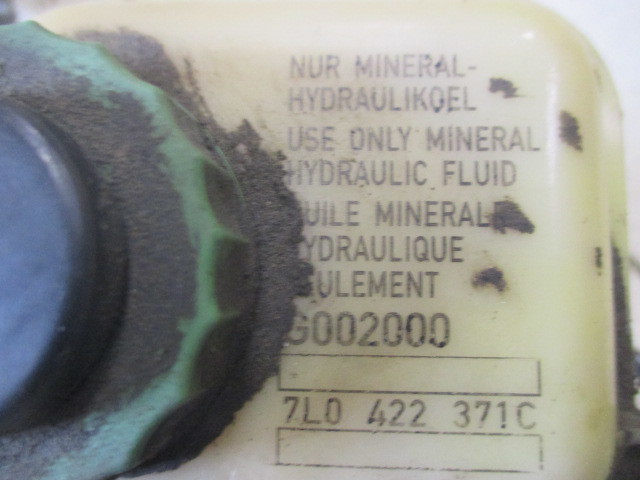 NUR MINERAL-
HYDRAULIKOEL
USE ONLY MINERAL
HYDRAULIC FLUID
HUILE MINERALE
HYDRAULIQUE
SEULEMENT
G002000
7L0 422 371C